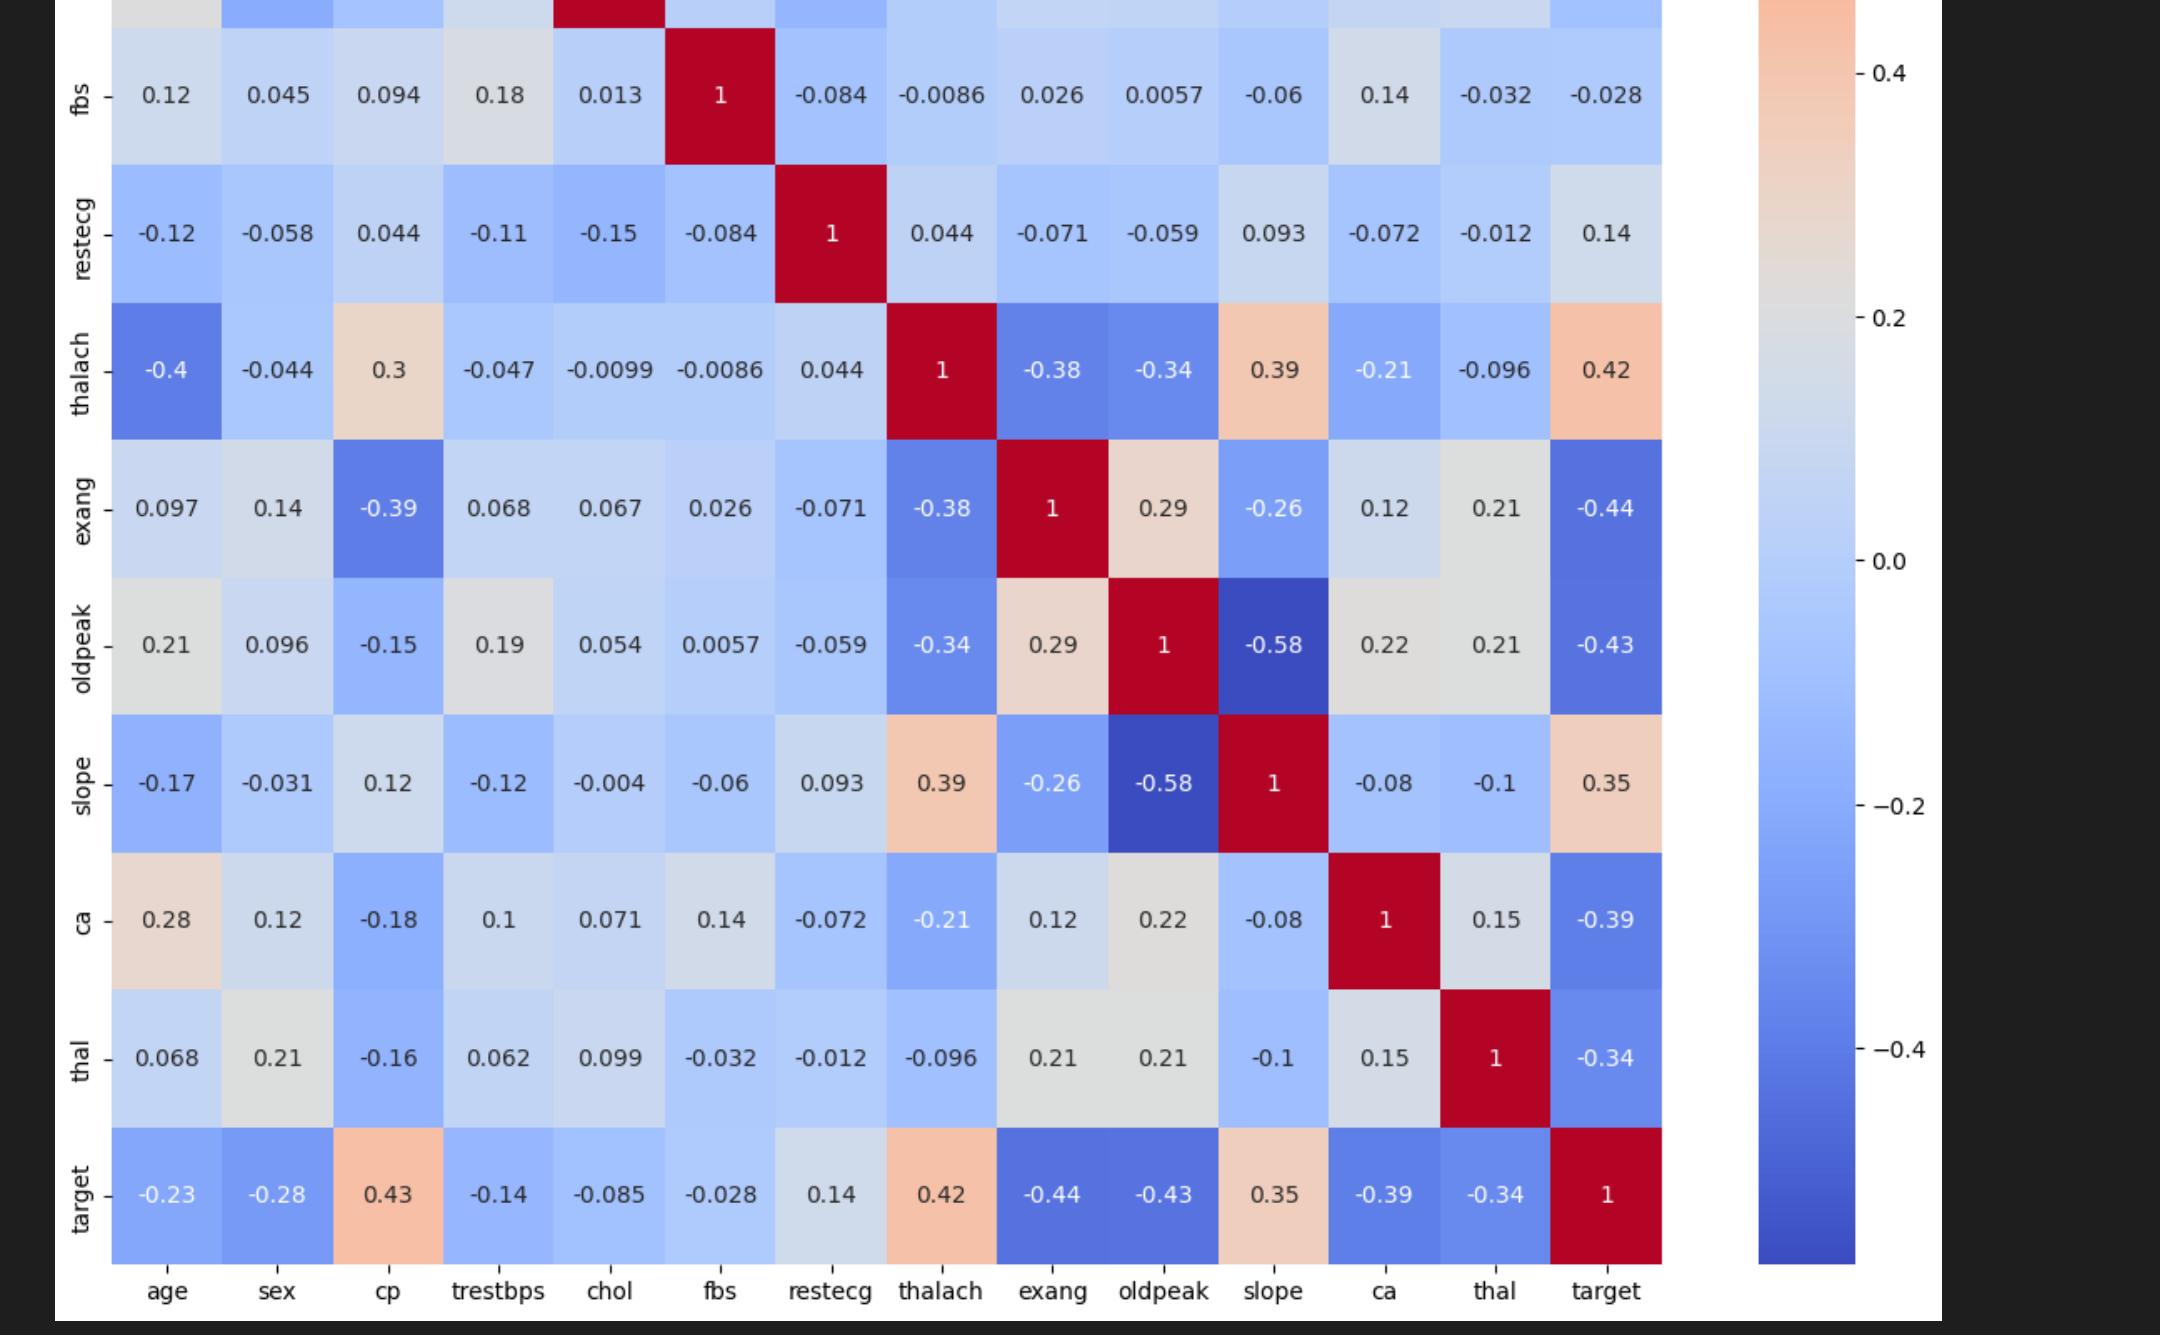 fbs 0.12 0.045 0.094 0.18 0.013 1 -0.084 -0.0086 0.026 0.0057 -0.06 0.14 -0.032 -0.028
restecg -0.12 -0.058 0.044 -0.11 -0.15 -0.084 1 0.044 -0.071 -0.059 0.093 -0.072 -0.012 0.14
thalach -0.4 -0.044 0.3 -0.047 -0.0099 -0.0086 0.044 1 -0.38 -0.34 0.39 -0.21 -0.096 0.42
exang 0.097 0.14 -0.39 0.068 0.067 0.026 -0.071 -0.38 1 0.29 -0.26 0.12 0.21 -0.44
oldpeak 0.21 0.096 -0.15 0.19 0.054 0.0057 -0.059 -0.34 0.29 1 -0.58 0.22 0.21 -0.43
slope -0.17 -0.031 0.12 -0.12 -0.004 -0.06 0.093 0.39 -0.26 -0.58 1 -0.08 -0.1 0.35
ca 0.28 0.12 -0.18 0.1 0.071 0.14 -0.072 -0.21 0.12 0.22 -0.08 1 0.15 -0.39
thal 0.068 0.21 -0.16 0.062 0.099 -0.032 -0.012 -0.096 0.21 0.21 -0.1 0.15 1 -0.34
target -0.23 -0.28 0.43 -0.14 -0.085 -0.028 0.14 0.42 -0.44 -0.43 0.35 -0.39 -0.34 1
age sex cp trestbps chol fbs restecg thalach exang oldpeak slope ca thal target
0.4
0.2
0.0
−0.2
−0.4